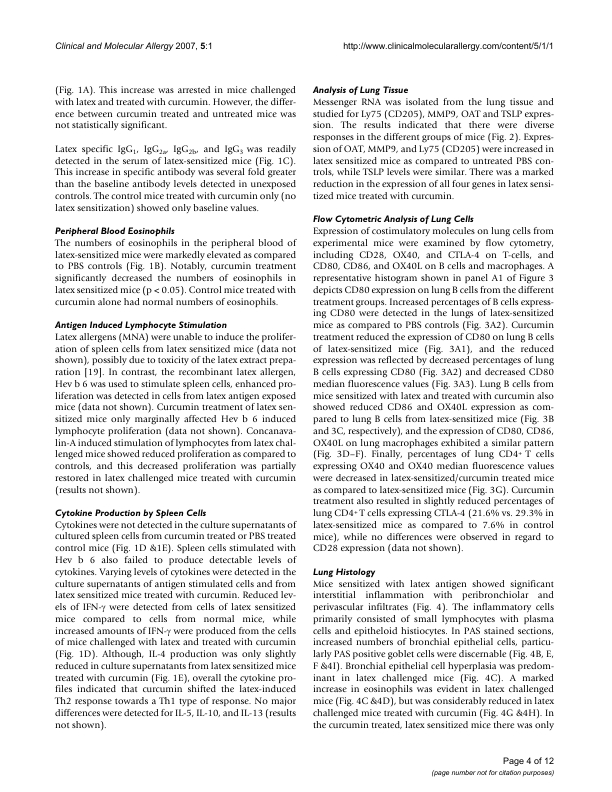 Clinical and Molecular Allergy 2007, 5:1
http://www.clinicalmolecularallergy.com/content/5/1/1
(Fig. 1A). This increase was arrested in mice challenged
with latex and treated with curcumin. However, the differ-
ence between curcumin treated and untreated mice was
not statistically significant.
Latex specific IgG1, IgG2a, IgG2b, and IgG3 was readily
detected in the serum of latex-sensitized mice (Fig. 1C).
This increase in specific antibody was several fold greater
than the baseline antibody levels detected in unexposed
controls. The control mice treated with curcumin only (no
latex sensitization) showed only baseline values.
Peripheral Blood Eosinophils
The numbers of eosinophils in the peripheral blood of
latex-sensitized mice were markedly elevated as compared
to PBS controls (Fig. 1B). Notably, curcumin treatment
significantly decreased the numbers of eosinophils in
latex sensitized mice (p < 0.05). Control mice treated with
curcumin alone had normal numbers of eosinophils.
Antigen Induced Lymphocyte Stimulation
Latex allergens (MNA) were unable to induce the prolifer-
ation of spleen cells from latex sensitized mice (data not
shown), possibly due to toxicity of the latex extract prepa-
ration [19]. In contrast, the recombinant latex allergen,
Hev b 6 was used to stimulate spleen cells, enhanced pro-
liferation was detected in cells from latex antigen exposed
mice (data not shown). Curcumin treatment of latex sen-
sitized mice only marginally affected Hev b 6 induced
lymphocyte proliferation (data not shown). Concanava-
lin-A induced stimulation of lymphocytes from latex chal-
lenged mice showed reduced proliferation as compared to
controls, and this decreased proliferation was partially
restored in latex challenged mice treated with curcumin
(results not shown).
Cytokine Production by Spleen Cells
Cytokines were not detected in the culture supernatants of
cultured spleen cells from curcumin treated or PBS treated
control mice (Fig. 1D &1E). Spleen cells stimulated with
Hev b 6 also failed to produce detectable levels of
cytokines. Varying levels of cytokines were detected in the
culture supernatants of antigen stimulated cells and from
latex sensitized mice treated with curcumin. Reduced lev-
els of IFN-γ were detected from cells of latex sensitized
mice compared to cells from normal mice, while
increased amounts of IFN-γ were produced from the cells
of mice challenged with latex and treated with curcumin
(Fig. 1D). Although, IL-4 production was only slightly
reduced in culture supernatants from latex sensitized mice
treated with curcumin (Fig. 1E), overall the cytokine pro-
files indicated that curcumin shifted the latex-induced
Th2 response towards a Th1 type of response. No major
differences were detected for IL-5, IL-10, and IL-13 (results
not shown).
Analysis of Lung Tissue
Messenger RNA was isolated from the lung tissue and
studied for Ly75 (CD205), MMP9, OAT and TSLP expres-
sion. The results indicated that there were diverse
responses in the different groups of mice (Fig. 2). Expres-
sion of OAT, MMP9, and Ly75 (CD205) were increased in
latex sensitized mice as compared to untreated PBS con-
trols, while TSLP levels were similar. There was a marked
reduction in the expression of all four genes in latex sensi-
tized mice treated with curcumin.
Flow Cytometric Analysis of Lung Cells
Expression of costimulatory molecules on lung cells from
experimental mice were examined by flow cytometry,
including CD28, OX40, and CTLA-4 on T-cells, and
CD80, CD86, and OX40L on B cells and macrophages. A
representative histogram shown in panel A1 of Figure 3
depicts CD80 expression on lung B cells from the different
treatment groups. Increased percentages of B cells express-
ing CD80 were detected in the lungs of latex-sensitized
mice as compared to PBS controls (Fig. 3A2). Curcumin
treatment reduced the expression of CD80 on lung B cells
of latex-sensitized mice (Fig. 3A1), and the reduced
expression was reflected by decreased percentages of lung
B cells expressing CD80 (Fig. 3A2) and decreased CD80
median fluorescence values (Fig. 3A3). Lung B cells from
mice sensitized with latex and treated with curcumin also
showed reduced CD86 and OX40L expression as com-
pared to lung B cells from latex-sensitized mice (Fig. 3B
and 3C, respectively), and the expression of CD80, CD86,
OX40L on lung macrophages exhibited a similar pattern
(Fig. 3D–F). Finally, percentages of lung CD4+ T cells
expressing OX40 and OX40 median fluorescence values
were decreased in latex-sensitized/curcumin treated mice
as compared to latex-sensitized mice (Fig. 3G). Curcumin
treatment also resulted in slightly reduced percentages of
lung CD4+ T cells expressing CTLA-4 (21.6% vs. 29.3% in
latex-sensitized mice as compared to 7.6% in control
mice), while no differences were observed in regard to
CD28 expression (data not shown).
Lung Histology
Mice sensitized with latex antigen showed significant
interstitial inflammation with peribronchiolar and
perivascular infiltrates (Fig. 4). The inflammatory cells
primarily consisted of small lymphocytes with plasma
cells and epitheloid histiocytes. In PAS stained sections,
increased numbers of bronchial epithelial cells, particu-
larly PAS positive goblet cells were discernable (Fig. 4B, E,
F &4I). Bronchial epithelial cell hyperplasia was predom-
inant in latex challenged mice (Fig. 4C). A marked
increase in eosinophils was evident in latex challenged
mice (Fig. 4C &4D), but was considerably reduced in latex
challenged mice treated with curcumin (Fig. 4G &4H). In
the curcumin treated, latex sensitized mice there was only
Page 4 of 12
(page number not for citation purposes)